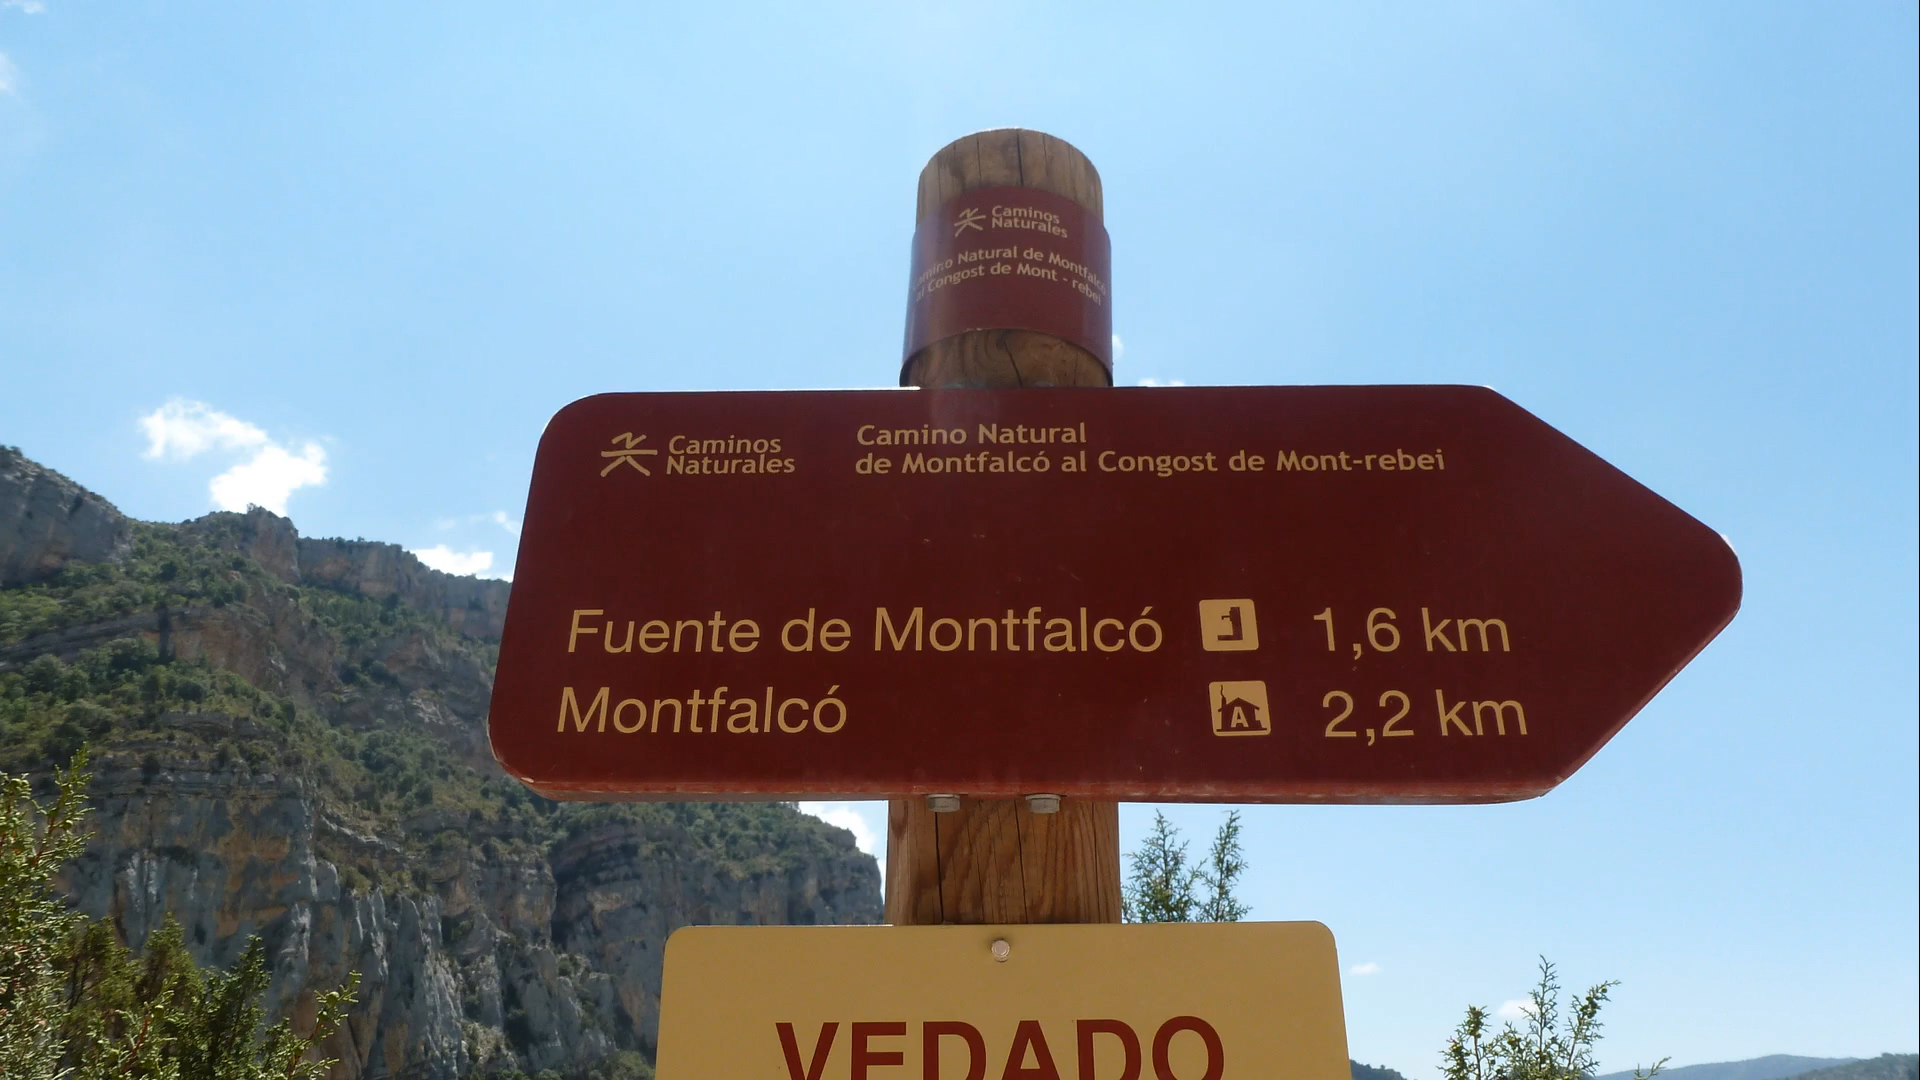 Caminos
Naturales
Camino Natural de Montfalcó
al Congost de Mont - rebei
Caminos
Naturales
Camino Natural
de Montfalcó al Congost de Mont-rebei
Fuente de Montfalcó 1,6 km
Montfalcó A 2,2 km
VEDADO